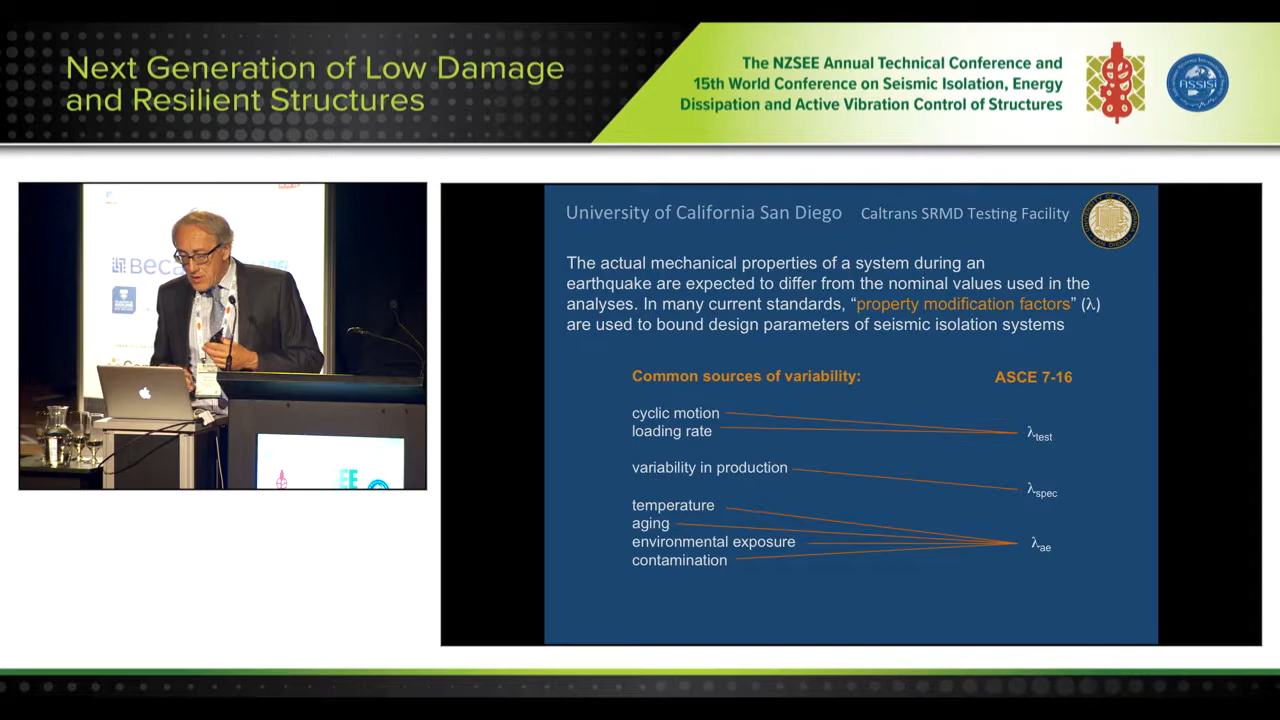 Next Generation of Low Damage
and Resilient Structures
The NZSEE Annual Technical Conference and
15th World Conference on Seismic Isolation, Energy
Dissipation and Active Vibration Control of Structures
ASSISi
University of California San Diego Caltrans SRMD Testing Facility
The actual mechanical properties of a system during an
earthquake are expected to differ from the nominal values used in the
analyses. In many current standards, “property modification factors” (λ)
are used to bound design parameters of seismic isolation systems
Common sources of variability: ASCE 7-16
cyclic motion
loading rate
λtest
variability in production
λspec
temperature
aging
environmental exposure
λae
contamination